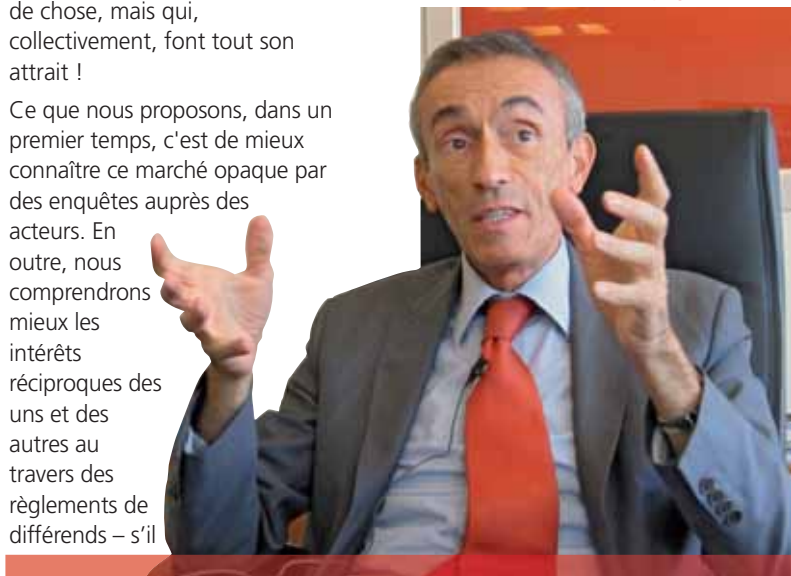 de chose, mais qui,
collectivement, font tout son
attrait !
Ce que nous proposons, dans un
premier temps, c'est de mieux
connaître ce marché opaque par
des enquêtes auprès des
acteurs. En
outre, nous
comprendrons
mieux les
intérêts
réciproques des
uns et des
autres au
travers des
règlements de
différends – s’il